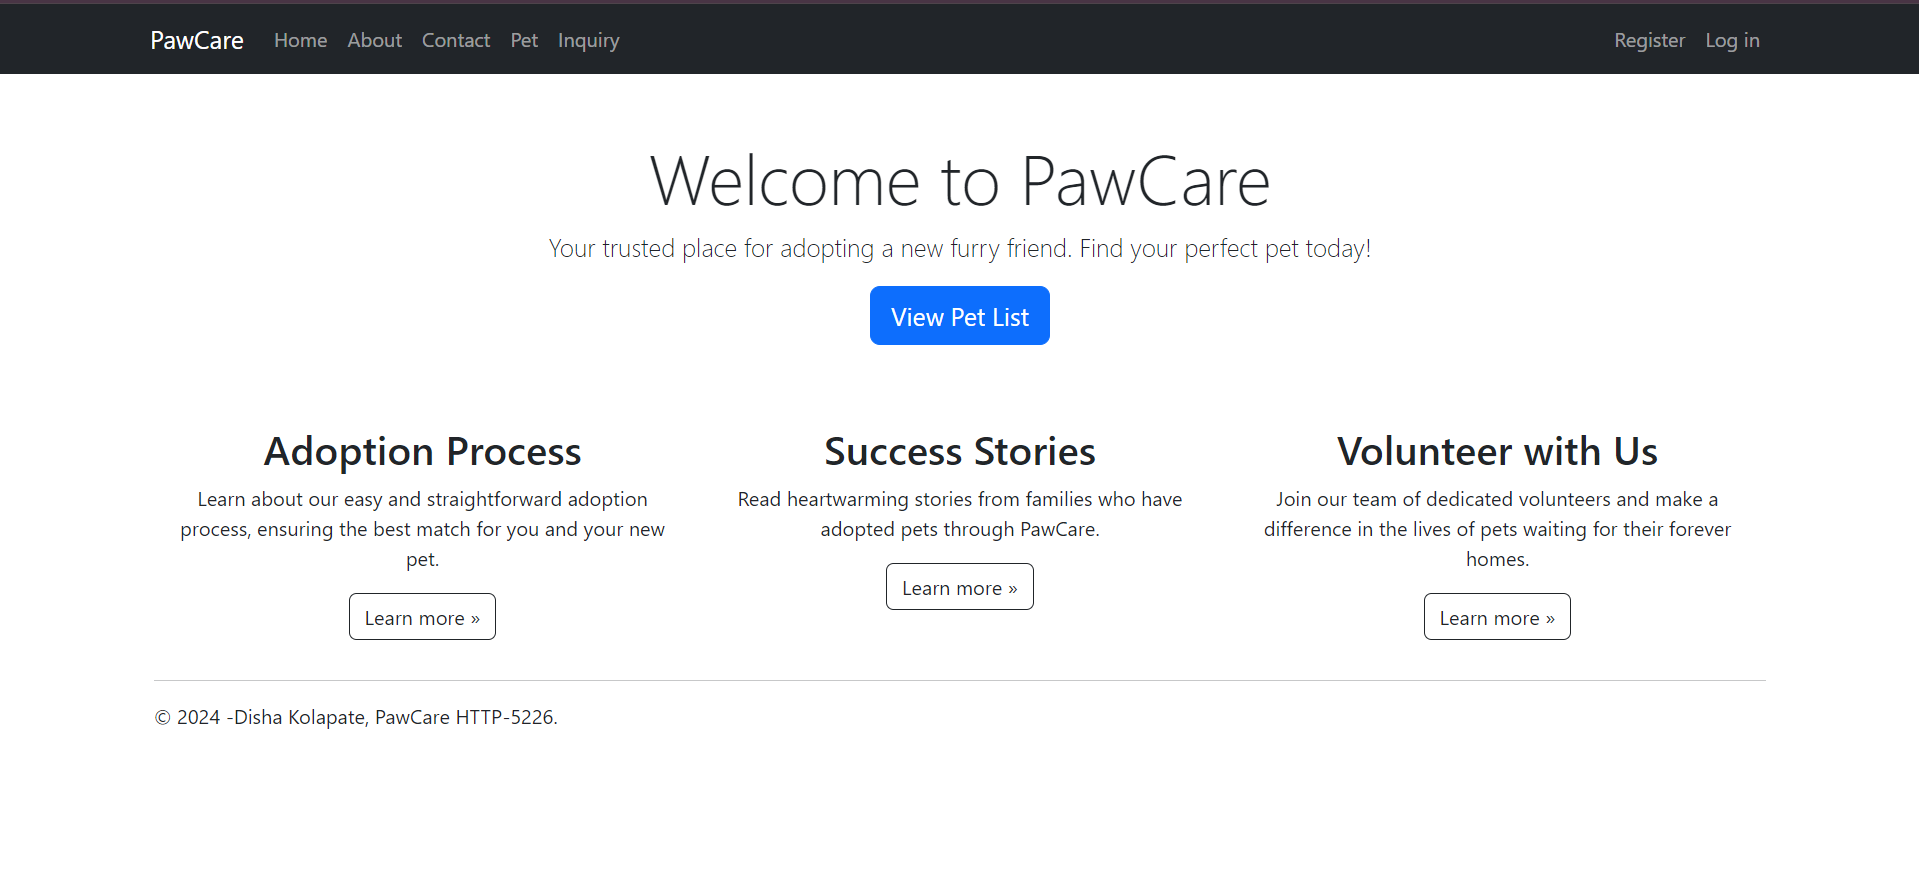 PawCare Home About Contact Pet Inquiry Register Log in
Welcome to PawCare
Your trusted place for adopting a new furry friend. Find your perfect pet today!
View Pet List
Adoption Process
Learn about our easy and straightforward adoption
process, ensuring the best match for you and your new
pet.
Learn more »
Success Stories
Read heartwarming stories from families who have
adopted pets through PawCare.
Learn more »
Volunteer with Us
Join our team of dedicated volunteers and make a
difference in the lives of pets waiting for their forever
homes.
Learn more »
© 2024 -Disha Kolapate, PawCare HTTP-5226.